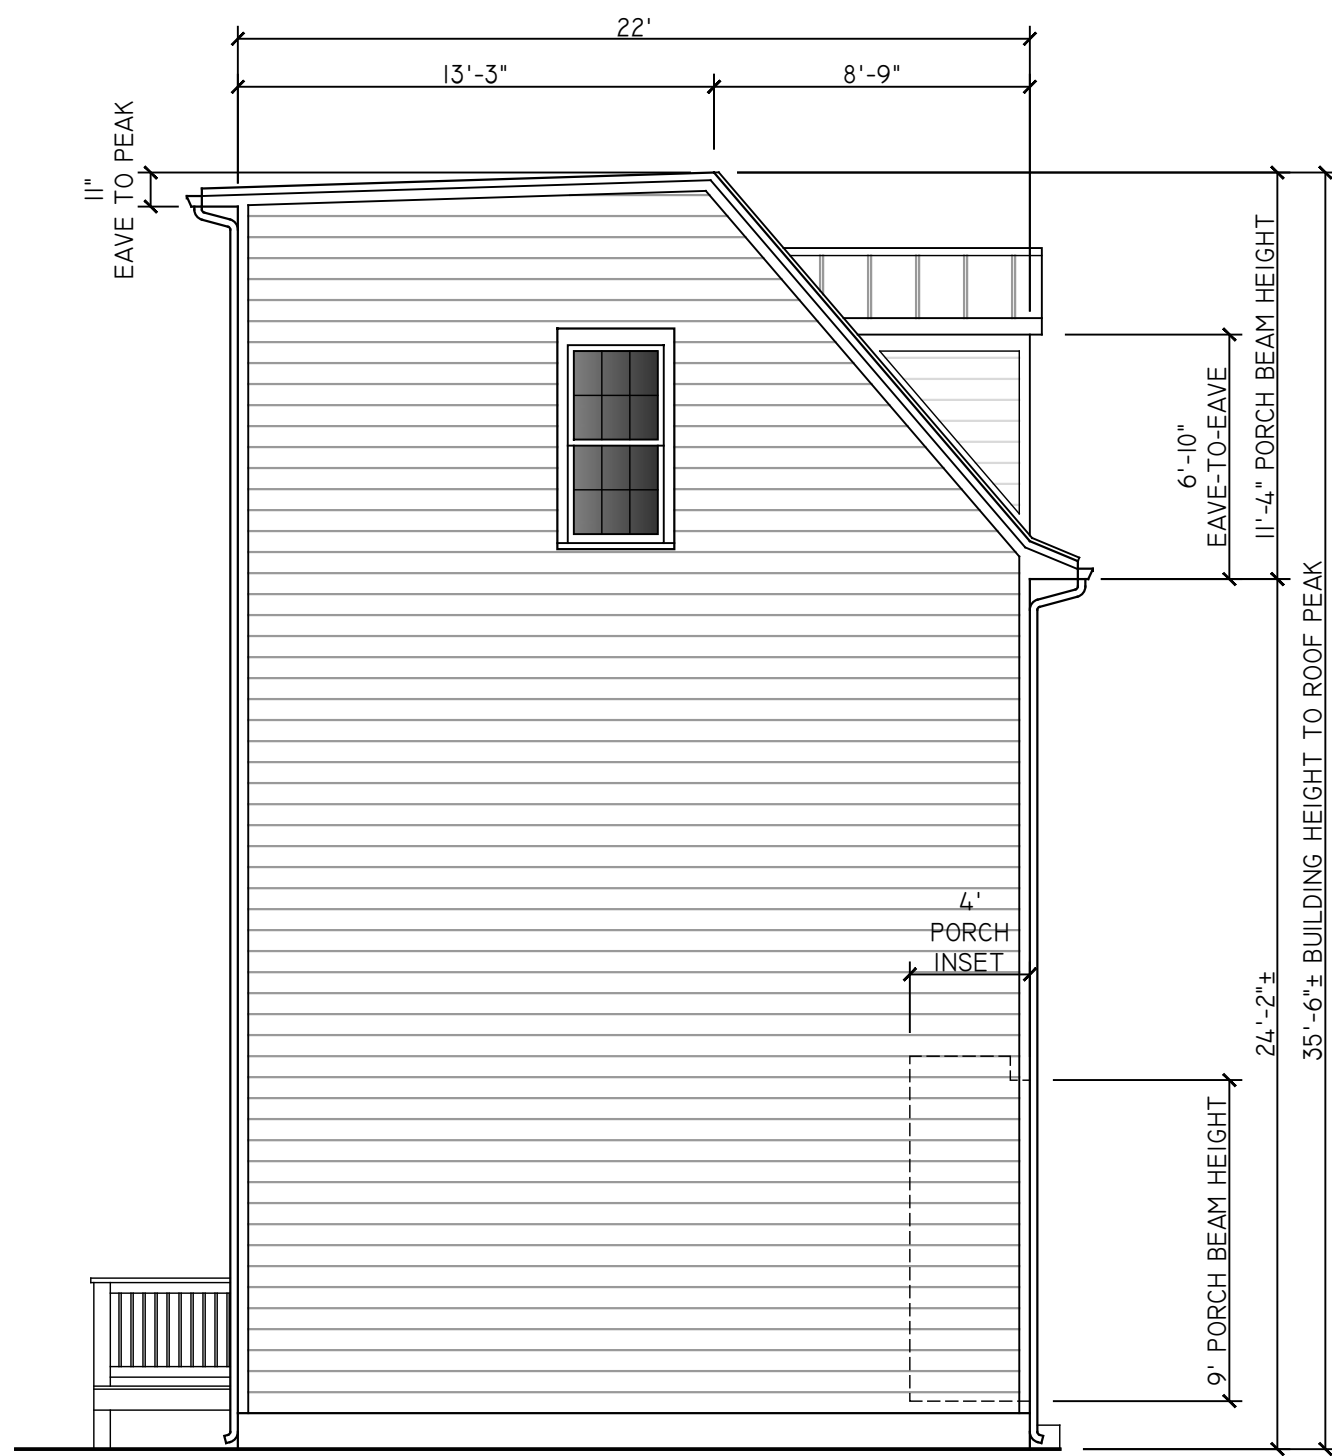 22'
13'-3"
8'-9"
11"
EAVE TO PEAK
6'-10"
EAVE-TO-EAVE
11'-4" PORCH BEAM HEIGHT
35'-6"± BUILDING HEIGHT TO ROOF PEAK
4'
PORCH
INSET
24'-2"±
9' PORCH BEAM HEIGHT